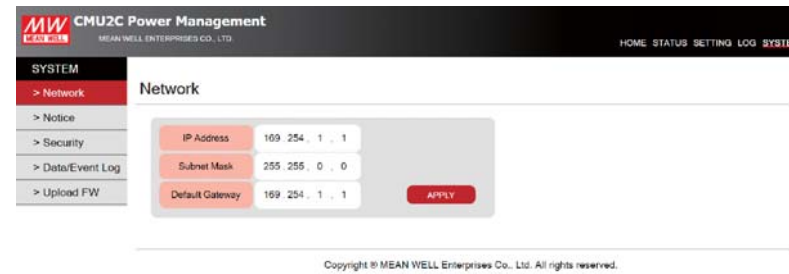 MW CMU2C Power Management
MEAN WELL MEAN WELL ENTERPRISES CO., LTD.
HOME STATUS SETTING LOG SYSTE
SYSTEM
> Network
Network
> Notice
> Security
> Data/Event Log
> Upload FW
IP Address 169 . 254 . 1 . 1
Subnet Mask 255 . 255 . 0 . 0
Default Gateway 169 . 254 . 1 . 1
APPLY
Copyright © MEAN WELL Enterprises Co., Ltd. All rights reserved.